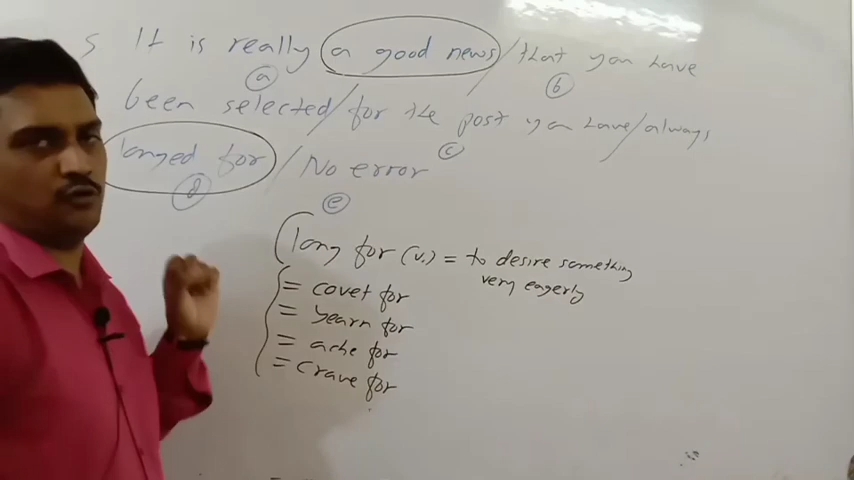 S It is really a good news / that you have
(a) (b)
been selected / for the post you have / always
(c)
longed for / No error
(d) (e)
long for (v.) = to desire something
very eagerly
= covet for
= yearn for
= ache for
= crave for